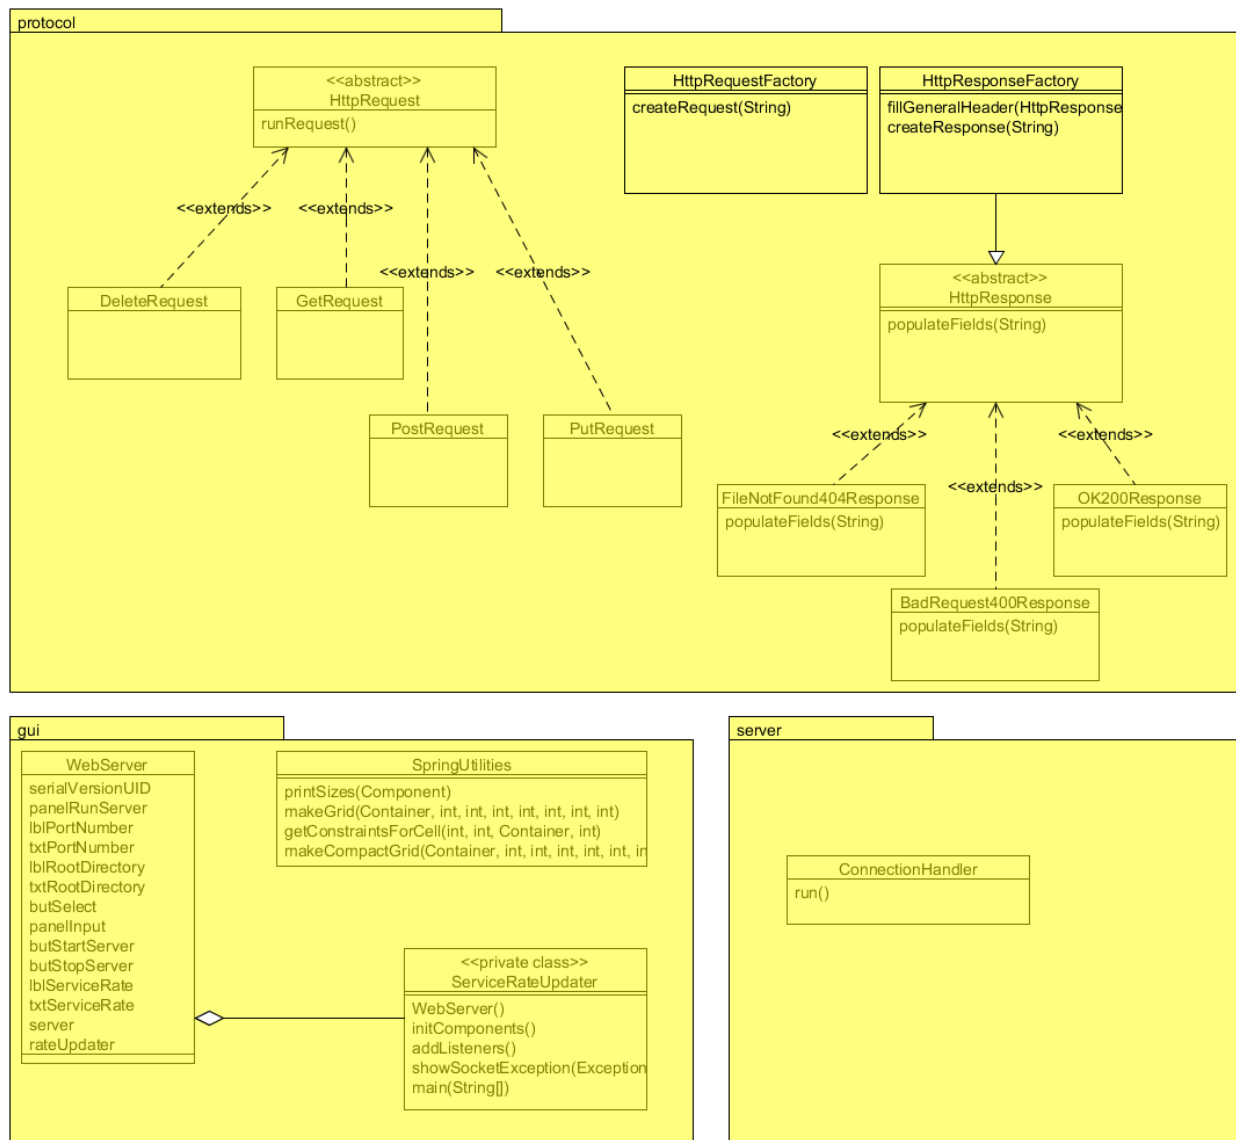 protocol
<<abstract>>
HttpRequest
runRequest()
HttpRequestFactory
createRequest(String)
HttpResponseFactory
fillGeneralHeader(HttpResponse
createResponse(String)
<<extends>>
<<extends>>
<<extends>>
<<extends>>
DeleteRequest
GetRequest
PostRequest
PutRequest
<<abstract>>
HttpResponse
populateFields(String)
<<extends>>
<<extends>>
<<extends>>
FileNotFound404Response
populateFields(String)
OK200Response
populateFields(String)
BadRequest400Response
populateFields(String)
gui
WebServer
serialVersionUID
panelRunServer
lblPortNumber
txtPortNumber
lblRootDirectory
txtRootDirectory
butSelect
panelInput
butStartServer
butStopServer
lblServiceRate
txtServiceRate
server
rateUpdater
SpringUtilities
printSizes(Component)
makeGrid(Container, int, int, int, int, int, int)
getConstraintsForCell(int, int, Container, int)
makeCompactGrid(Container, int, int, int, int, in
<<private class>>
ServiceRateUpdater
WebServer()
initComponents()
addListeners()
showSocketException(Exception
main(String[])
server
ConnectionHandler
run()